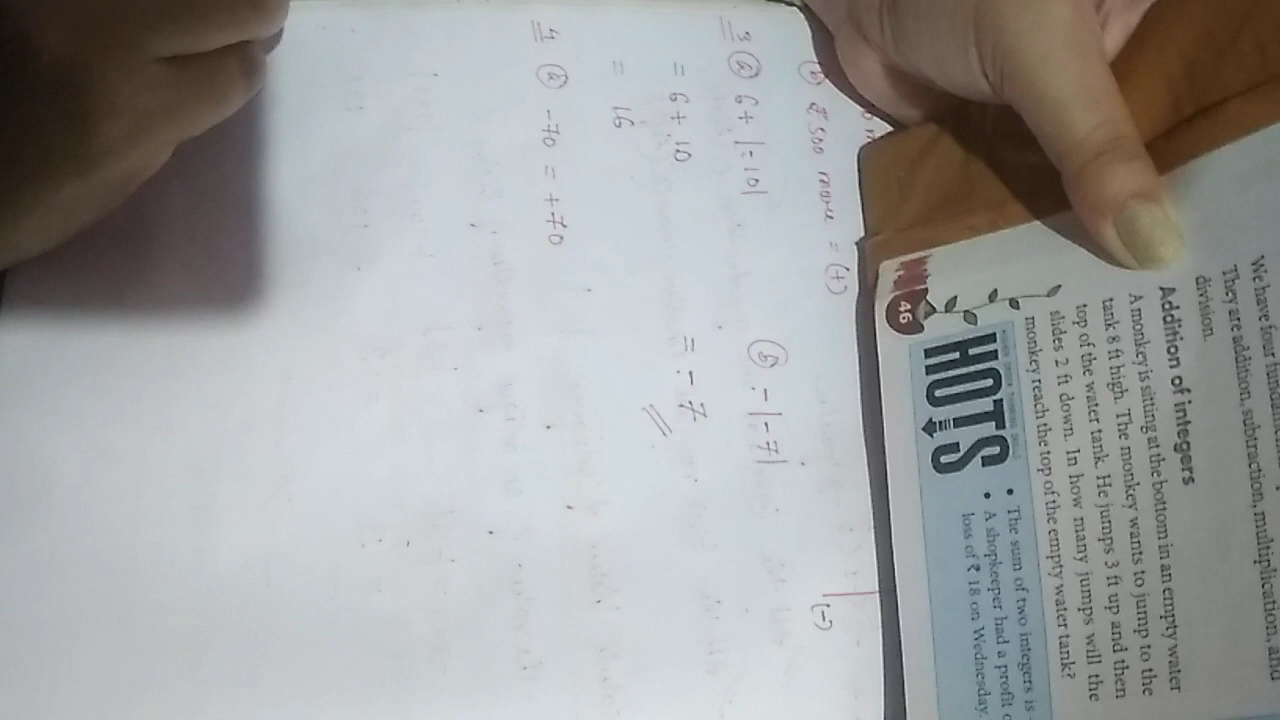 (b) ₹ 500 more = (+)
(-)
3 (a) 6 + |-10|
= 6 + 10
= 16
(b) :- |-7|
= :- 7
4 (a) -70 = +70
We have four
They are addition, subtraction, multiplication, and
division.
Addition of integers
A monkey is sitting at the bottom in an empty water
tank 8 ft high. The monkey wants to jump to the
top of the water tank. He jumps 3 ft up and then
slides 2 ft down. In how many jumps will the
monkey reach the top of the empty water tank?
46
HOTS
• The sum of two integers is
• A shopkeeper had a profit
loss of ₹ 18 on Wednesday.